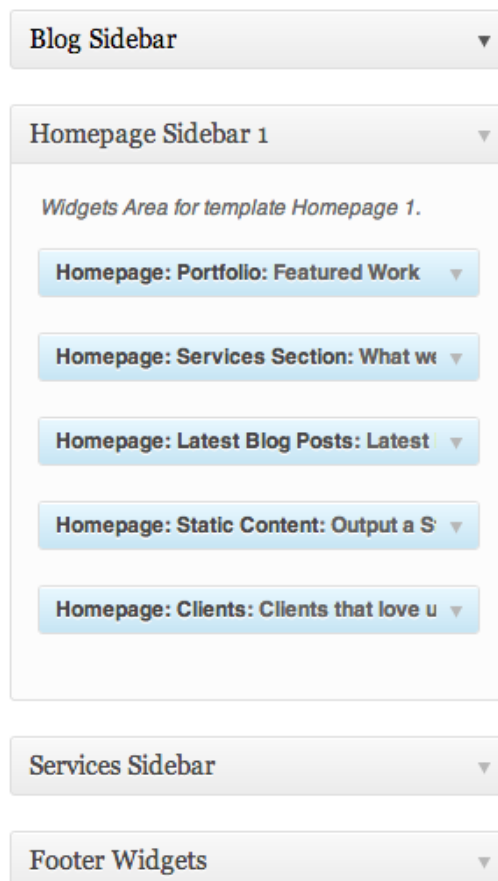 Blog Sidebar
Homepage Sidebar 1
Widgets Area for template Homepage 1.
Homepage: Portfolio: Featured Work
Homepage: Services Section: What we
Homepage: Latest Blog Posts: Latest
Homepage: Static Content: Output a
Homepage: Clients: Clients that love
Services Sidebar
Footer Widgets